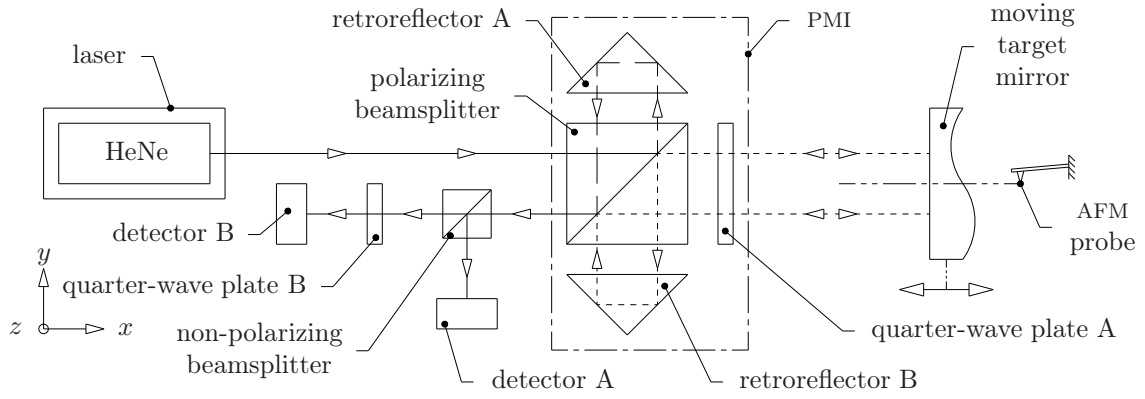 retroreflector A
PMI
moving
target
mirror
laser
polarizing
beamsplitter
HeNe
detector B
AFM
probe
y
quarter-wave plate B
z
x
non-polarizing
beamsplitter
quarter-wave plate A
detector A
retroreflector B